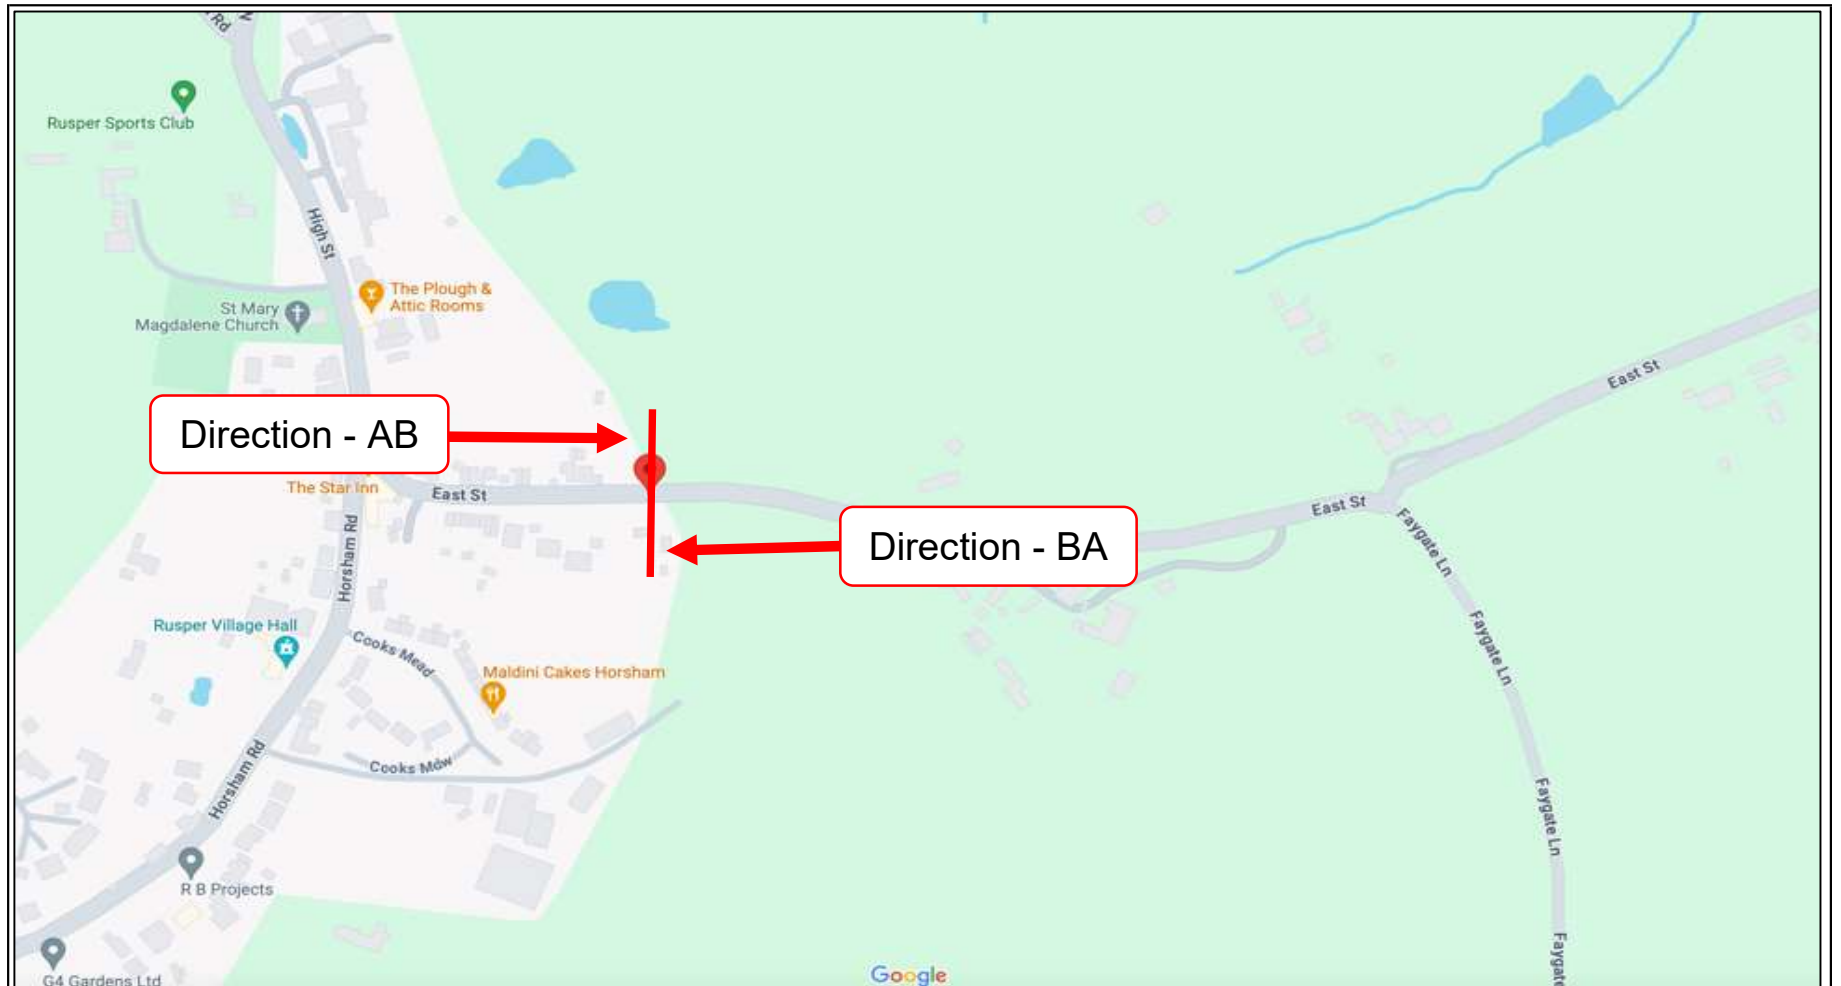 Rd
Rusper Sports Club
High St
The Plough &
Attic Rooms
St Mary
Magdalene Church
East St
Direction - AB
The Star Inn
East St
East St
Faygate Ln
Direction - BA
Horsham Rd
Rusper Village Hall
Cooks Mead
Faygate Ln
Maldini Cakes Horsham
Horsham Rd
Cooks Mdw
Faygate Ln
R B Projects
Faygate
G4 Gardens Ltd
Google